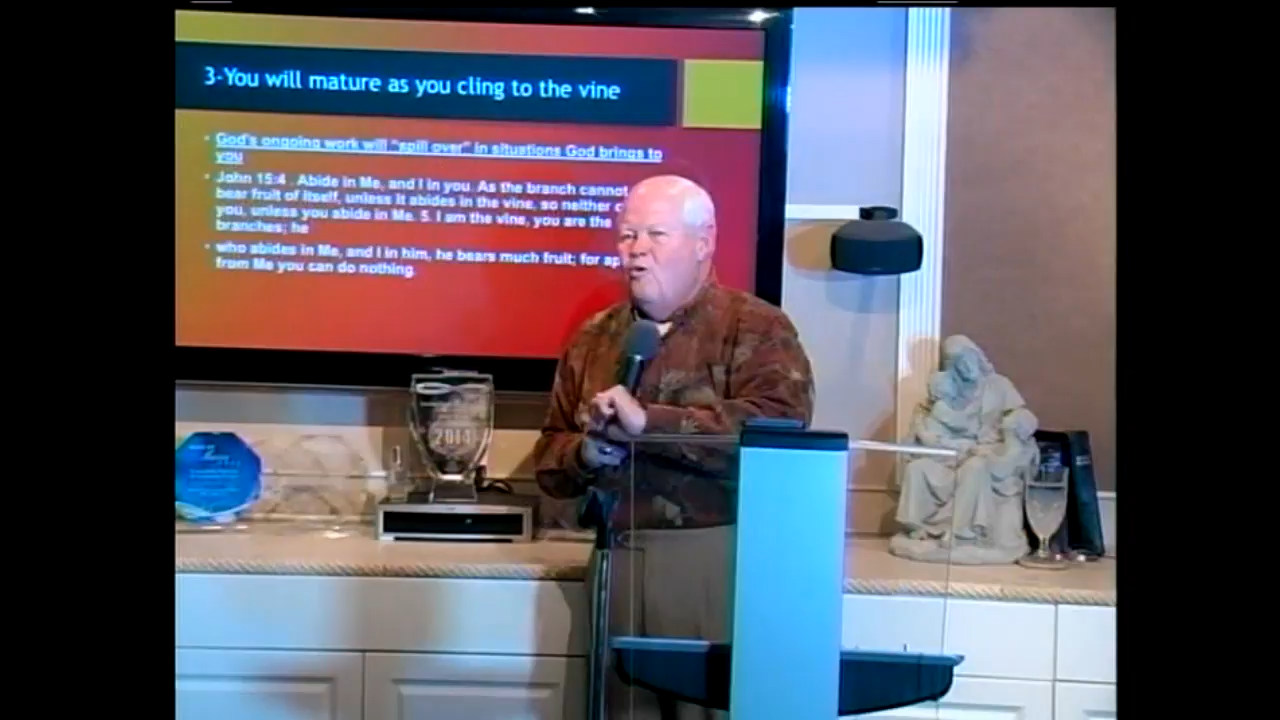 3-You will mature as you cling to the vine
God's ongoing work will "spill over" in situations God brings to
you
John 15:4 . Abide in Me, and I in you. As the branch cannot
bear fruit of itself, unless it abides in the vine, so neither c
you, unless you abide in Me. 5. I am the vine, you are the
branches; he
who abides in Me, and I in him, he bears much fruit; for ap
from Me you can do nothing.
2014